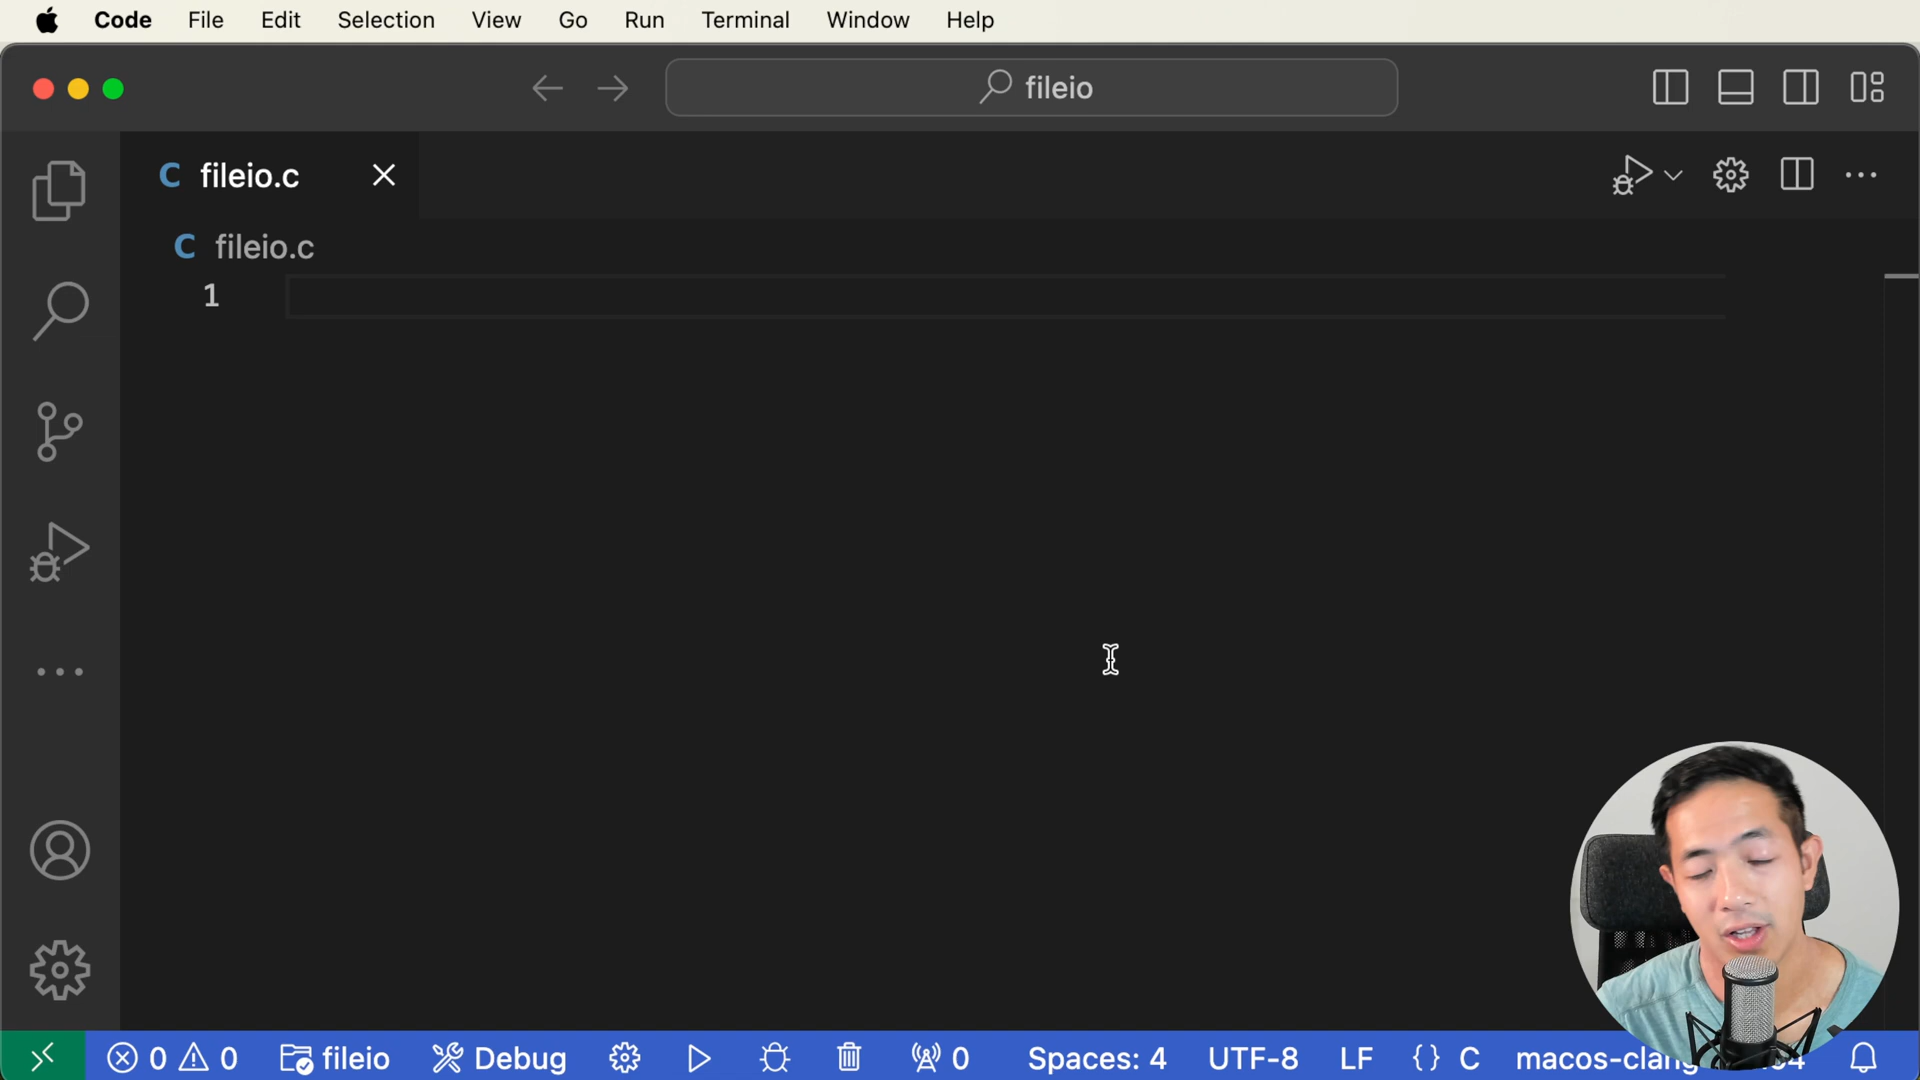 Code File Edit Selection View Go Run Terminal Window Help
fileio
C fileio.c
C fileio.c
1
0 0 fileio Debug 0 Spaces: 4 UTF-8 LF {} C macos-clang